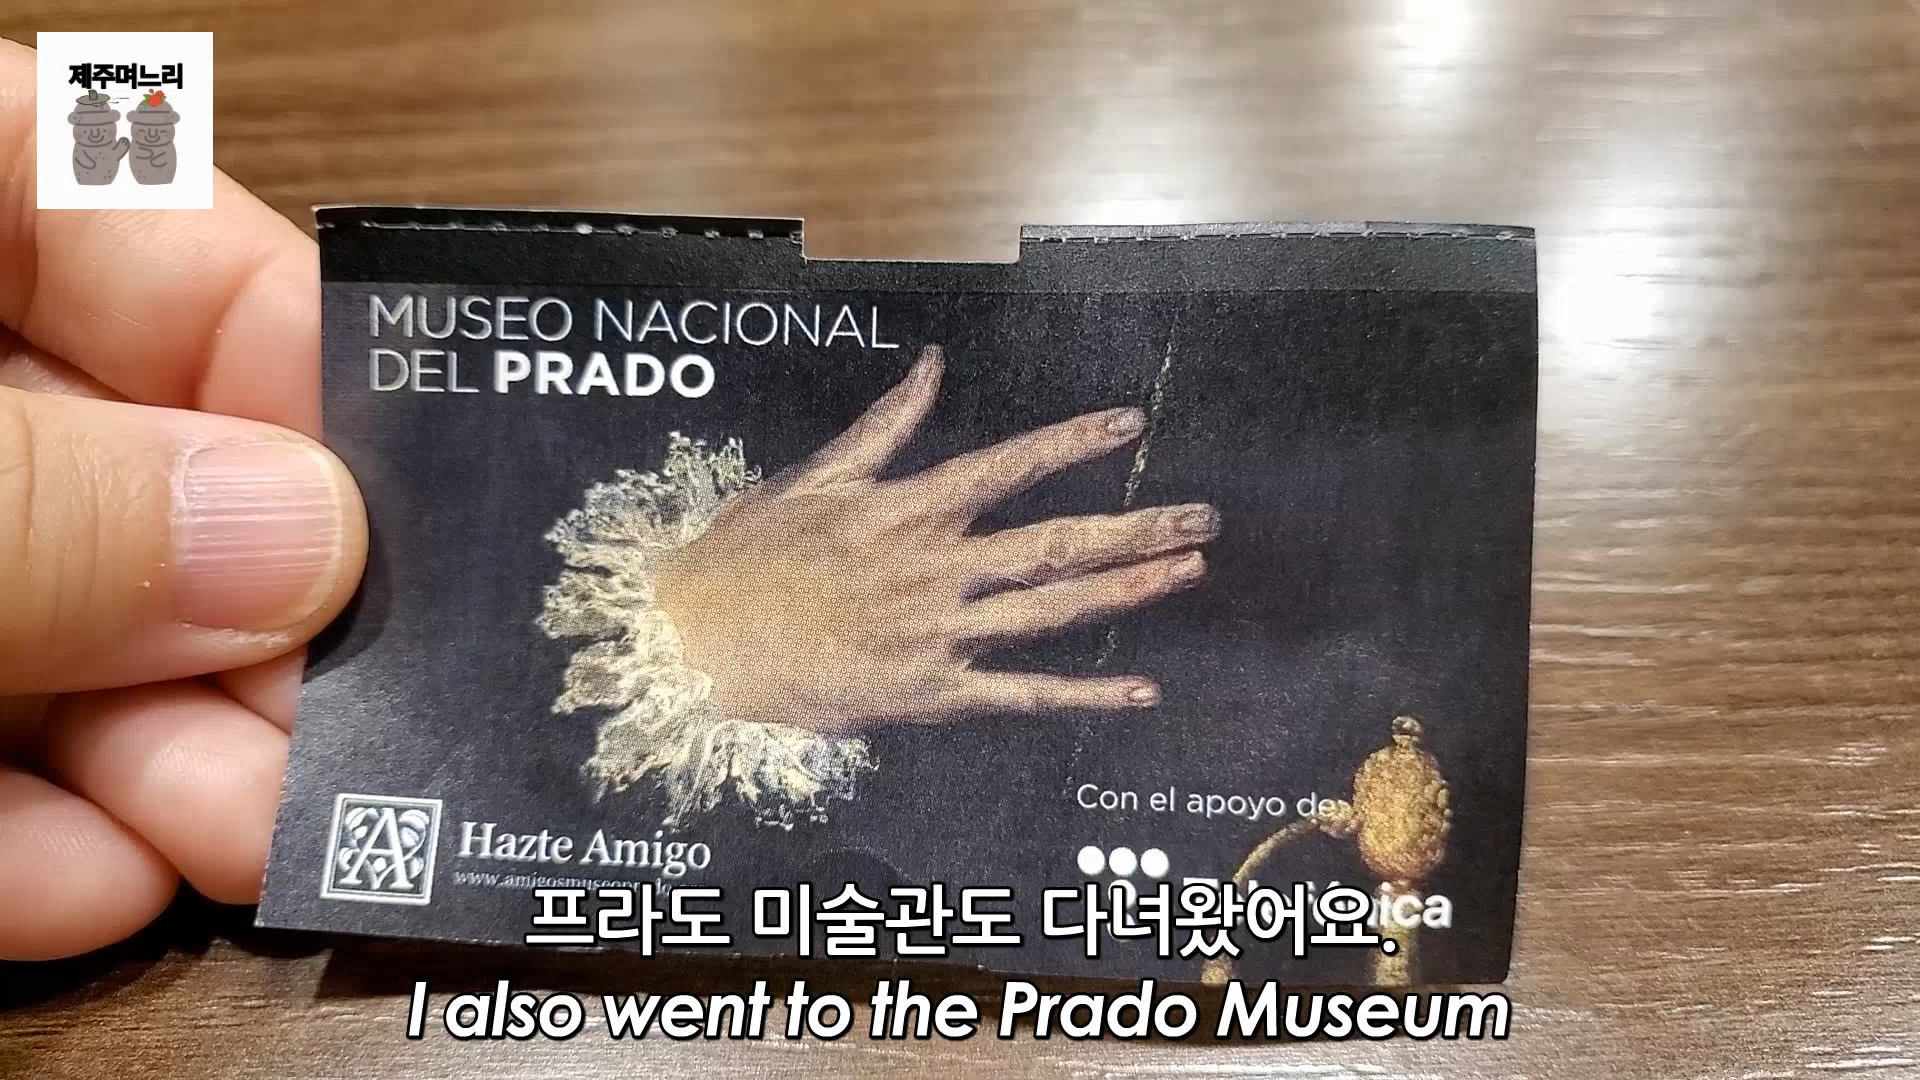 제주며느리
MUSEO NACIONAL
DEL PRADO
Con el apoyo de
Hazte Amigo
프라도 미술관도 다녀왔어요.
I also went to the Prado Museum